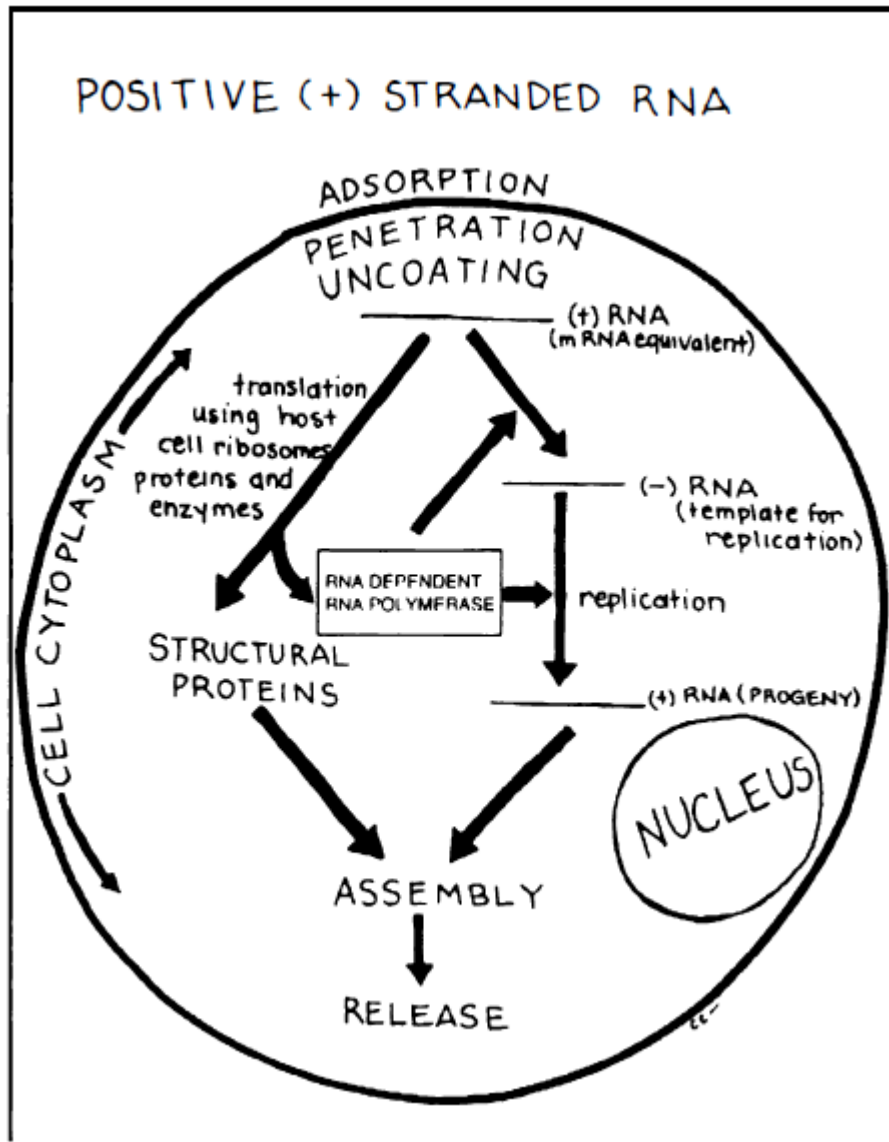 POSITIVE (+) STRANDED RNA
ADSORPTION
PENETRATION
UNCOATING
(+) RNA
(mRNA equivalent)
translation
using host
cell ribosomes
proteins and
enzymes
CELL CYTOPLASM
(-) RNA
(template for
replication)
RNA DEPENDENT
RNA POLYMERASE
replication
STRUCTURAL
PROTEINS
(+) RNA (PROGENY)
NUCLEUS
ASSEMBLY
RELEASE